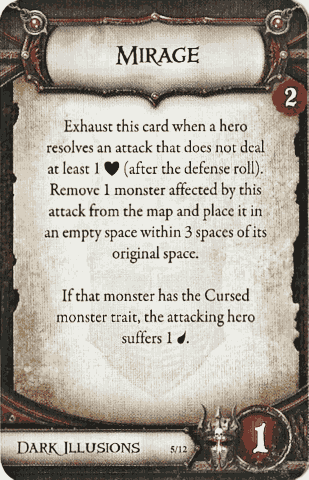 MIRAGE
2
Exhaust this card when a hero
resolves an attack that does not deal
at least 1 ♥ (after the defense roll).
Remove 1 monster affected by this
attack from the map and place it in
an empty space within 3 spaces of its
original space.
If that monster has the Cursed
monster trait, the attacking hero
suffers 1 💧.
DARK ILLUSIONS 5/12 1